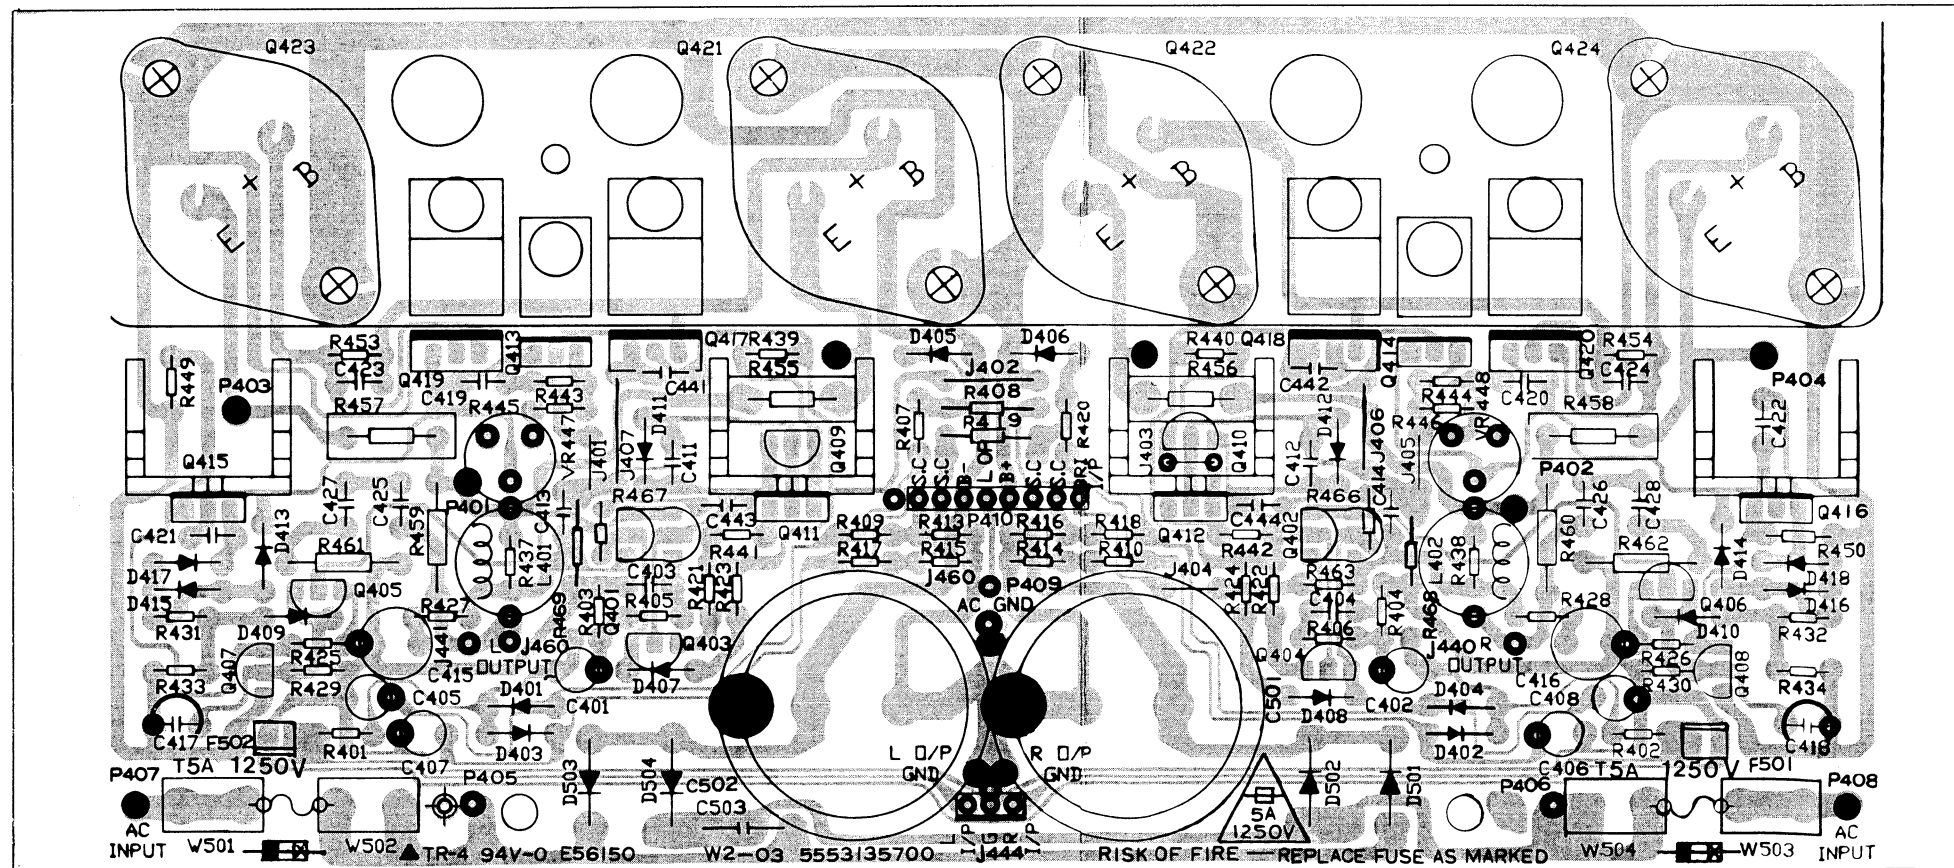 Q423 Q421 Q422 Q424
B B B B
E E E E
R453 Q413 Q417 R439 D405 D406 R440 Q418 Q414 Q420 R454
R449 P403 C423 Q419 C419 R443 C441 R455 J402 R456 C442 R444 C420 C424 P404
R457 R445 VR447 J401 J407 D411 C411 Q409 R407 R408 R420 J403 Q410 C412 D412 J406 J405 R446 VR448 R458 C422
Q415 C427 C425 P401 C413 R467 S.C S.C B- L OP B+ S.C S.C R466 C414 P402 C426 C428 Q416
I/P
C421 D413 R461 R459 R437 L401 C443 R441 Q411 R409 R413 P410 R416 R418 Q412 C444 R442 Q402 L402 R438 R460 R462 D414 R450
R417 R415 R414 R410
D417 D415 Q405 C403 R421 R423 J460 P409 J404 R424 R422 R463 C404 D418 D416
R431 D409 R427 R469 R403 Q401 R405 AC GND R406 R404 R468 R428 Q406 D410 R432
Q407 R425 J441 L J460 OUTPUT Q403 Q404 J440 R OUTPUT R426 Q408
R433 R429 C415 C405 D401 C401 D407 C501 D408 C402 D404 C416 C408 R430 R434
C417 F502 R401 C407 D403 L O/P GND R O/P GND D402 C406 R402 C418
T5A 1250V T5A 1250V F501
P407 P405 D503 D504 C502 C503 D502 D501 P406 P408
5A
1250V
AC INPUT W501 W502 L I/P G R I/P W504 W503 AC INPUT
TR-4 94V-0 E56150 W2-03 5553135700 J444 RISK OF FIRE — REPLACE FUSE AS MARKED